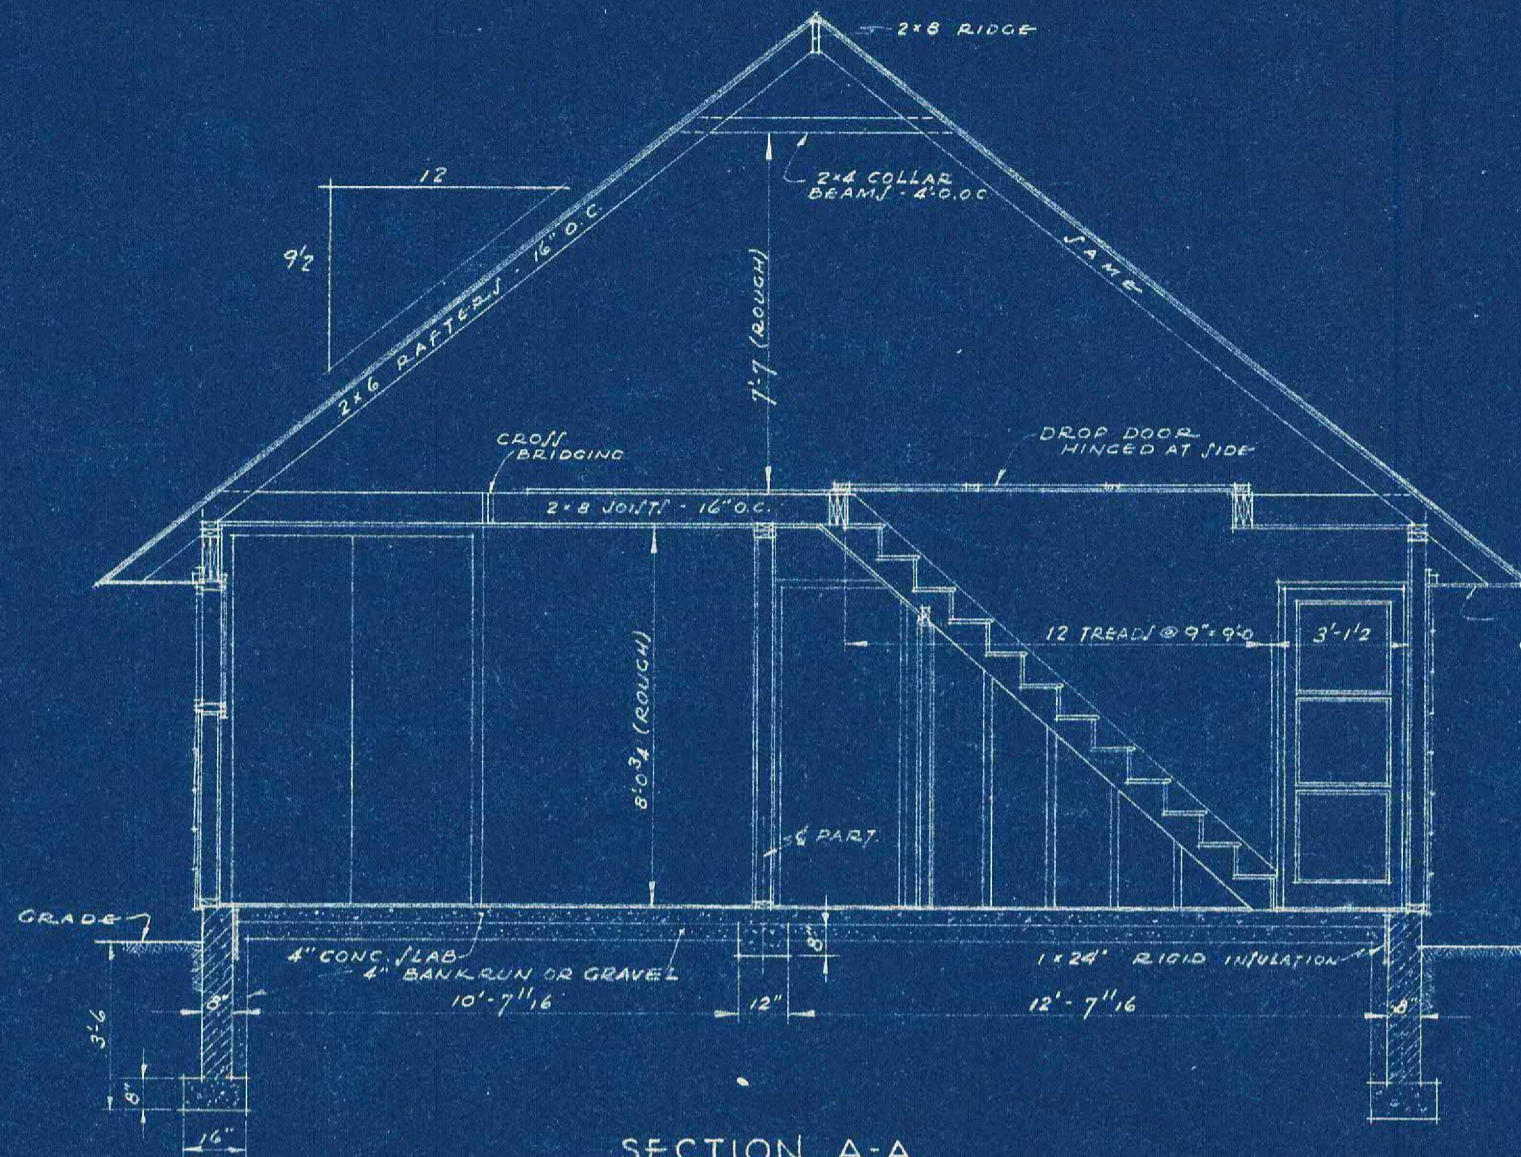 2×8 RIDGE
12
2×4 COLLAR
BEAMS - 4'-0.O.C.
9½
2×6 RAFTERS - 16" O.C.
SAME
7'-7 (ROUGH)
CROSS
BRIDGING
DROP DOOR
HINGED AT SIDE
2×8 JOISTS - 16" O.C.
12 TREADS @ 9" = 9'-0
3'-1½
8'-0¾ (ROUGH)
℄ PART.
GRADE
4" CONC. SLAB
4" BANKRUN OR GRAVEL
8"
1×24" RIGID INSULATION
8"
10'-7 11/16
12"
12'-7 11/16
8"
3'-6
8"
16"
SECTION A-A